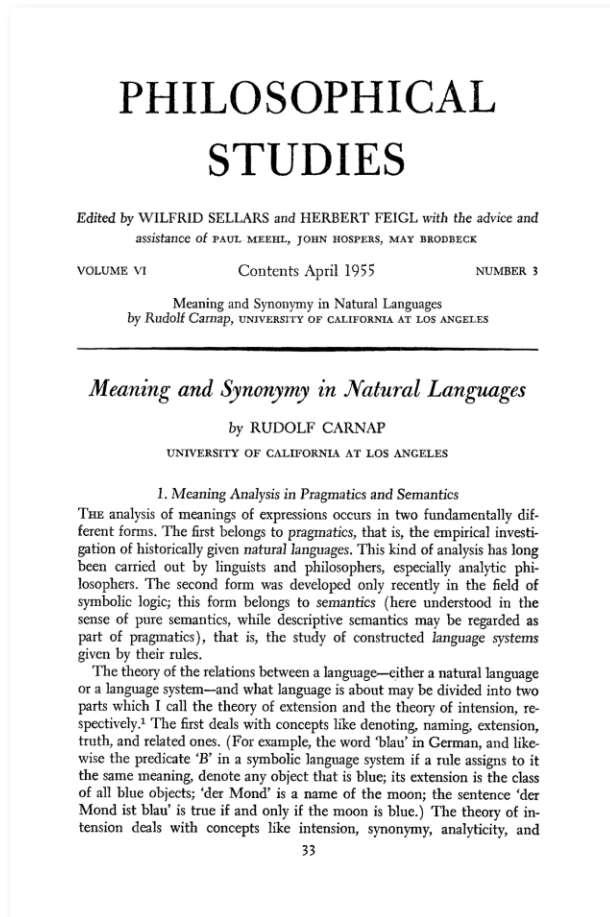 PHILOSOPHICAL
STUDIES
Edited by WILFRID SELLARS and HERBERT FEIGL with the advice and
assistance of PAUL MEEHL, JOHN HOSPERS, MAY BRODBECK
VOLUME VI Contents April 1955 NUMBER 3
Meaning and Synonymy in Natural Languages
by Rudolf Carnap, UNIVERSITY OF CALIFORNIA AT LOS ANGELES
Meaning and Synonymy in Natural Languages
by RUDOLF CARNAP
UNIVERSITY OF CALIFORNIA AT LOS ANGELES
1. Meaning Analysis in Pragmatics and Semantics
THE analysis of meanings of expressions occurs in two fundamentally dif-
ferent forms. The first belongs to pragmatics, that is, the empirical investi-
gation of historically given natural languages. This kind of analysis has long
been carried out by linguists and philosophers, especially analytic phi-
losophers. The second form was developed only recently in the field of
symbolic logic; this form belongs to semantics (here understood in the
sense of pure semantics, while descriptive semantics may be regarded as
part of pragmatics), that is, the study of constructed language systems
given by their rules.
The theory of the relations between a language—either a natural language
or a language system—and what language is about may be divided into two
parts which I call the theory of extension and the theory of intension, re-
spectively.¹ The first deals with concepts like denoting, naming, extension,
truth, and related ones. (For example, the word ‘blau’ in German, and like-
wise the predicate ‘B’ in a symbolic language system if a rule assigns to it
the same meaning, denote any object that is blue; its extension is the class
of all blue objects; ‘der Mond’ is a name of the moon; the sentence ‘der
Mond ist blau’ is true if and only if the moon is blue.) The theory of in-
tension deals with concepts like intension, synonymy, analyticity, and
33